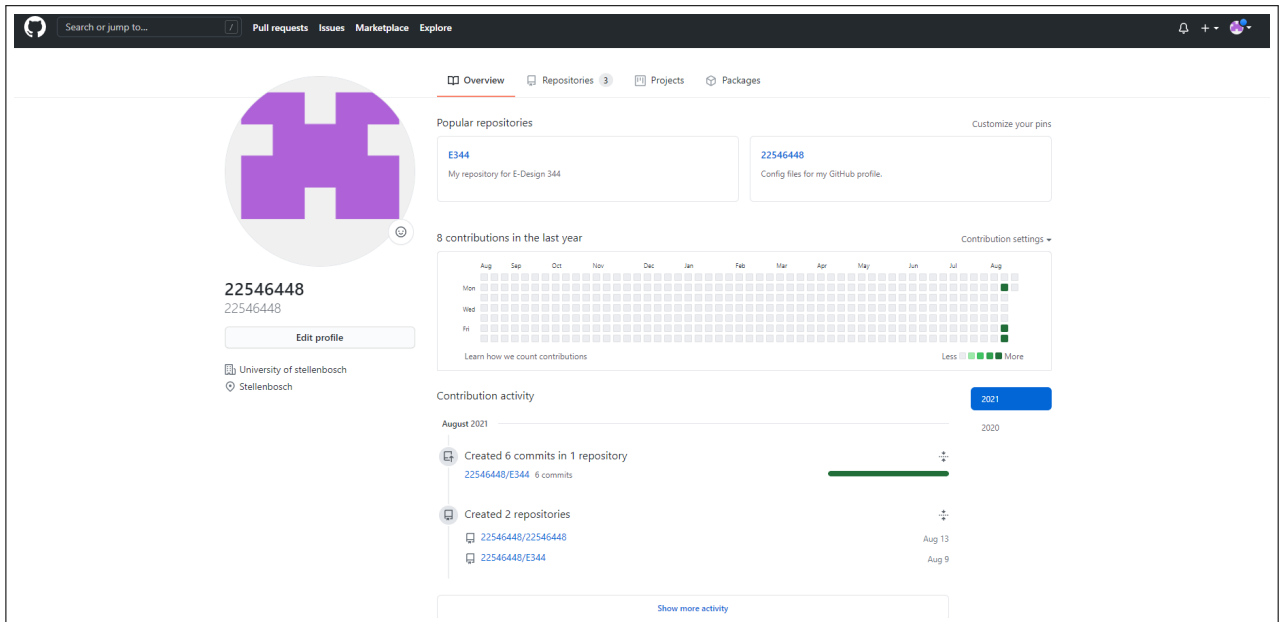 Search or jump to... /
Pull requests Issues Marketplace Explore
Overview Repositories 3 Projects Packages
Popular repositories Customize your pins
E344
My repository for E-Design 344
22546448
Config files for my GitHub profile.
8 contributions in the last year Contribution settings
Aug Sep Oct Nov Dec Jan Feb Mar Apr May Jun Jul Aug
Mon
Wed
Fri
Learn how we count contributions Less More
22546448
22546448
Edit profile
University of stellenbosch
Stellenbosch
Contribution activity
2021
2020
August 2021
Created 6 commits in 1 repository
22546448/E344 6 commits
Created 2 repositories
22546448/22546448 Aug 13
22546448/E344 Aug 9
Show more activity